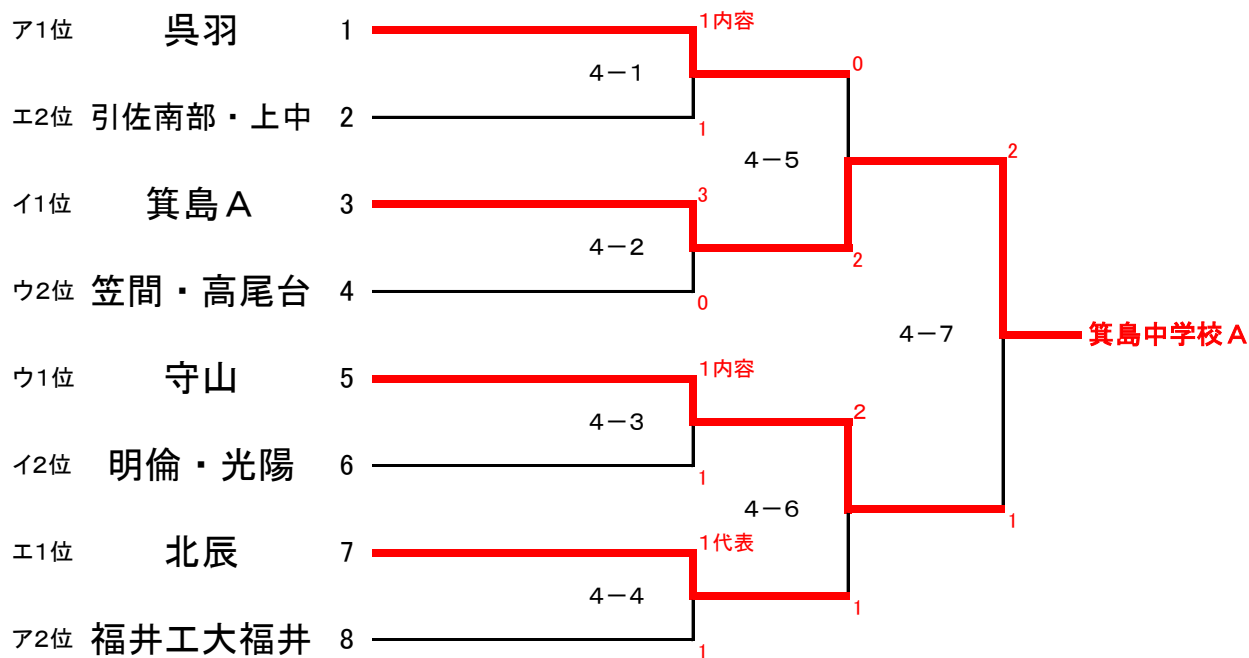 ア1位 呉羽 1
1内容
4－1
0
エ2位 引佐南部・上中 2
1
4－5
2
イ1位 箕島A 3
3
4－2
2
ウ2位 笠間・高尾台 4
0
4－7
箕島中学校A
ウ1位 守山 5
1内容
4－3
2
イ2位 明倫・光陽 6
1
4－6
1
エ1位 北辰 7
1代表
4－4
1
ア2位 福井工大福井 8
1